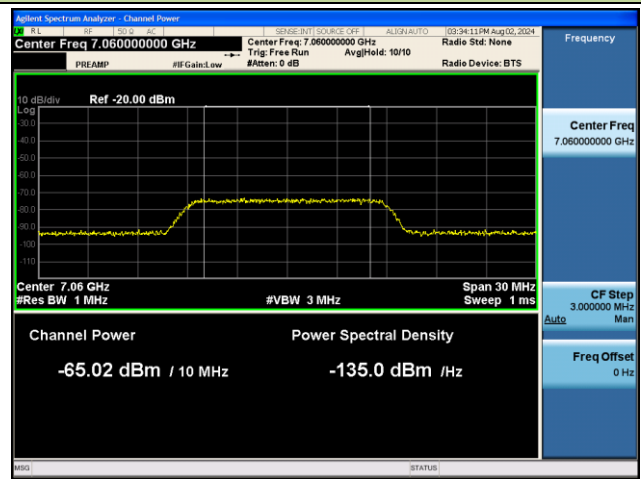 Agilent Spectrum Analyzer - Channel Power
RL RF 50 Ω AC SENSE:INT SOURCE OFF ALIGN AUTO 03:34:11 PM Aug 02, 2024
Center Freq 7.060000000 GHz
Center Freq: 7.060000000 GHz
Radio Std: None
Trig: Free Run Avg|Hold: 10/10
PREAMP #IFGain:Low #Atten: 0 dB Radio Device: BTS
Frequency
10 dB/div Ref -20.00 dBm
Log
-30.0
-40.0
-50.0
-60.0
-70.0
-80.0
-90.0
-100
-110
Center 7.06 GHz Span 30 MHz
#Res BW 1 MHz #VBW 3 MHz Sweep 1 ms
Channel Power Power Spectral Density
-65.02 dBm / 10 MHz -135.0 dBm /Hz
Center Freq
7.060000000 GHz
CF Step
3.000000 MHz
Auto Man
Freq Offset
0 Hz
MSG STATUS